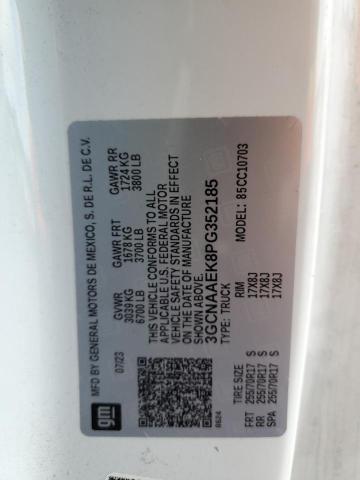 gm
MFD BY GENERAL MOTORS DE MEXICO, S. DE R.L. DE C.V.
07/23 GVWR GAWR FRT GAWR RR
3039 KG 1678 KG 1724 KG
6700 LB 3700 LB 3800 LB
THIS VEHICLE CONFORMS TO ALL
APPLICABLE U.S. FEDERAL MOTOR
VEHICLE SAFETY STANDARDS IN EFFECT
ON THE DATE OF MANUFACTURE
SHOWN ABOVE.
3GCNAAEK8PG352185
TYPE: TRUCK 85CC10703
TIRE SIZE RIM
FRT 255/70R17 S 17X8J
RR 255/70R17 S 17X8J
SPA 255/70R17 S 17X8J